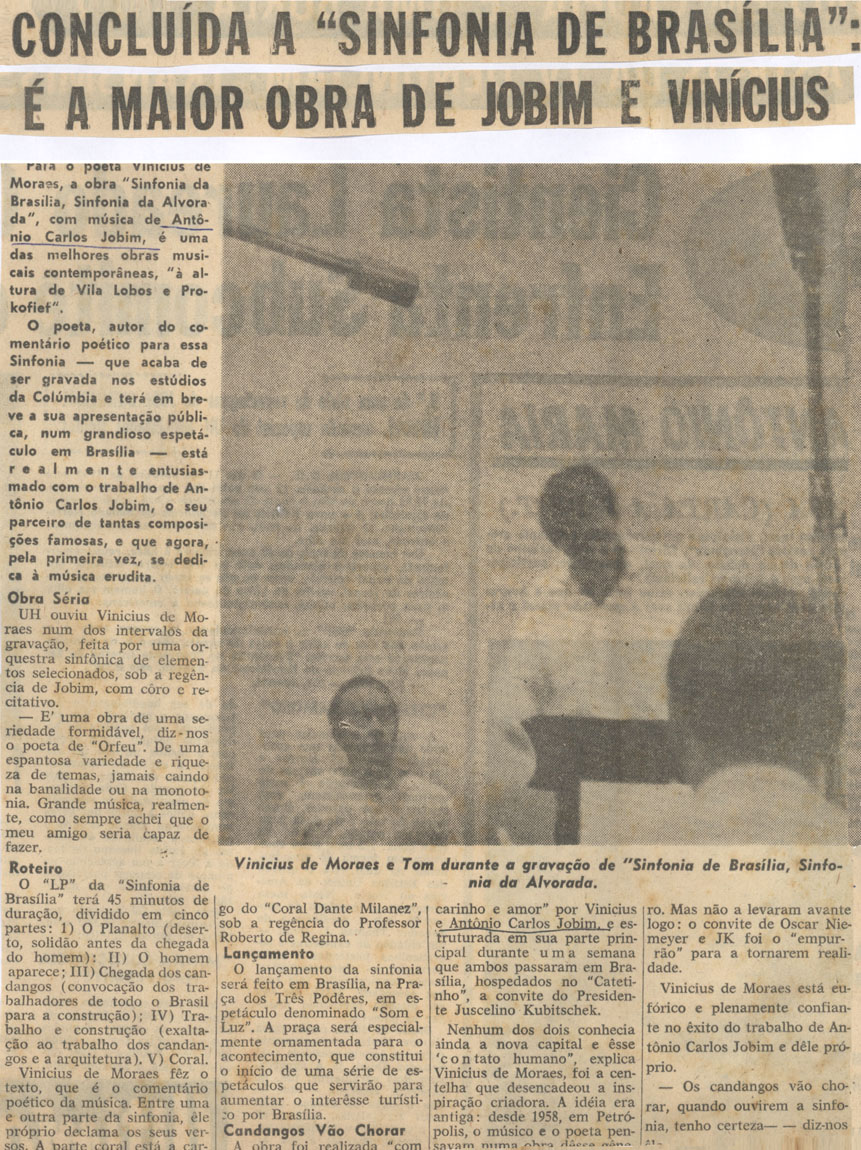 CONCLUÍDA A “SINFONIA DE BRASÍLIA”:
É A MAIOR OBRA DE JOBIM E VINÍCIUS
Para o poeta Vinicius de
Moraes, a obra "Sinfonia da
Brasília, Sinfonia da Alvora
da", com música de Antô-
nio Carlos Jobim, é uma
das melhores obras musi-
cais contemporâneas, "à al-
tura de Vila Lobos e Pro-
kofief".
O poeta, autor do co-
mentário poético para essa
Sinfonia — que acaba de
ser gravada nos estúdios
da Colúmbia e terá em bre-
ve a sua apresentação públi-
ca, num grandioso espetá-
culo em Brasília — está
realmente entusias-
mado com o trabalho de An-
tônio Carlos Jobim, o seu
parceiro de tantas composi-
ções famosas, e que agora,
pela primeira vez, se dedi-
ca à música erudita.
Obra Séria
UH ouviu Vinicius de Mo-
raes num dos intervalos da
gravação, feita por uma or-
questra sinfônica de elemen-
tos selecionados, sob a regên-
cia de Jobim, com côro e re-
citativo.
— E' uma obra de uma se-
riedade formidável, diz-nos
o poeta de "Orfeu". De uma
espantosa variedade e rique-
za de temas, jamais caindo
na banalidade ou na monoto-
nia. Grande música, realmen-
te, como sempre achei que o
meu amigo seria capaz de
fazer.
Roteiro
O "LP" da "Sinfonia de
Brasília" terá 45 minutos de
duração, dividido em cinco
partes: 1) O Planalto (deser-
to, solidão antes da chegada
do homem): II) O homem
aparece; III) Chegada dos can-
dangos (convocação dos tra-
balhadores de todo o Brasil
para a construção); IV) Tra-
balho e construção (exalta-
ção ao trabalho dos candan-
gos e a arquitetura). V) Coral.
Vinicius de Moraes fêz o
texto, que é o comentário
poético da música. Entre uma
e outra parte da sinfonia, êle
próprio declama os seus ver-
sos. A parte coral está a car-
Vinicius de Moraes e Tom durante a gravação de "Sinfonia de Brasília, Sinfo-
nia da Alvorada.
go do "Coral Dante Milanez",
sob a regência do Professor
Roberto de Regina.
Lançamento
O lançamento da sinfonia
será feito em Brasília, na Pra-
ça dos Três Podêres, em es-
petáculo denominado "Som e
Luz". A praça será especial-
mente ornamentada para o
acontecimento, que constitui
o início de uma série de es-
petáculos que servirão para
aumentar o interêsse turísti-
co por Brasília.
Candangos Vão Chorar
A obra foi realizada "com
carinho e amor" por Vinicius
e Antônio Carlos Jobim, e es-
truturada em sua parte prin-
cipal durante uma semana
que ambos passaram em Bra-
sília, hospedados no "Cateti-
nho", a convite do Presiden-
te Juscelino Kubitschek.
Nenhum dos dois conhecia
ainda a nova capital e êsse
'contato humano", explica
Vinicius de Moraes, foi a cen-
telha que desencadeou a ins-
piração criadora. A idéia era
antiga: desde 1958, em Petró-
polis, o músico e o poeta pen-
savam numa obra dêsse gêne-
ro. Mas não a levaram avante
logo: o convite de Oscar Nie-
meyer e JK foi o "empur-
rão" para a tornarem reali-
dade.
Vinicius de Moraes está eu-
fórico e plenamente confian-
te no êxito do trabalho de An-
tônio Carlos Jobim e dêle pró-
prio.
— Os candangos vão cho-
rar, quando ouvirem a sinfo-
nia, tenho certeza— — diz-nos